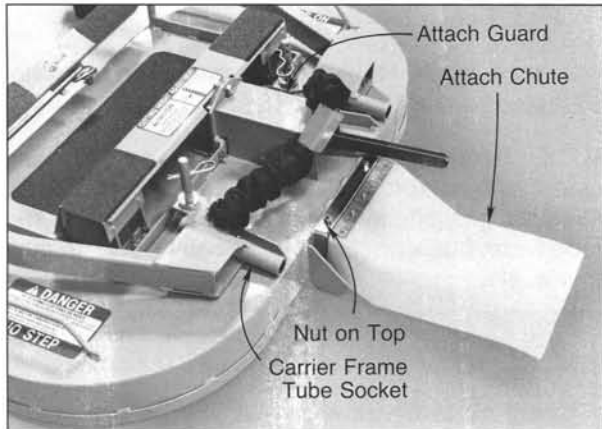 Attach Guard
Attach Chute
Nut on Top
Carrier Frame
Tube Socket
DANGER
NO STEP